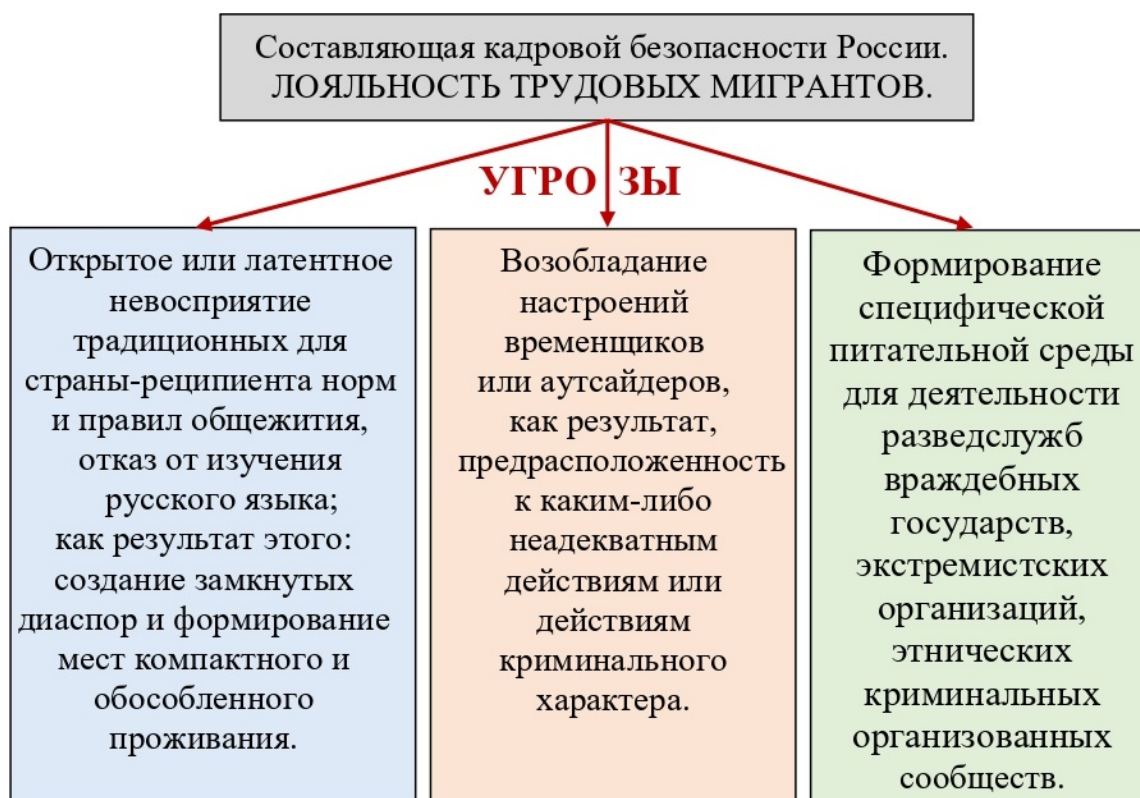 Составляющая кадровой безопасности России.
ЛОЯЛЬНОСТЬ ТРУДОВЫХ МИГРАНТОВ.
УГРО ЗЫ
Открытое или латентное
невосприятие
традиционных для
страны-реципиента норм
и правил общежития,
отказ от изучения
русского языка;
как результат этого:
создание замкнутых
диаспор и формирование
мест компактного и
обособленного
проживания.
Возобладание
настроений
временщиков
или аутсайдеров,
как результат,
предрасположенность
к каким-либо
неадекватным
действиям или
действиям
криминального
характера.
Формирование
специфической
питательной среды
для деятельности
разведслужб
враждебных
государств,
экстремистских
организаций,
этнических
криминальных
организованных
сообществ.